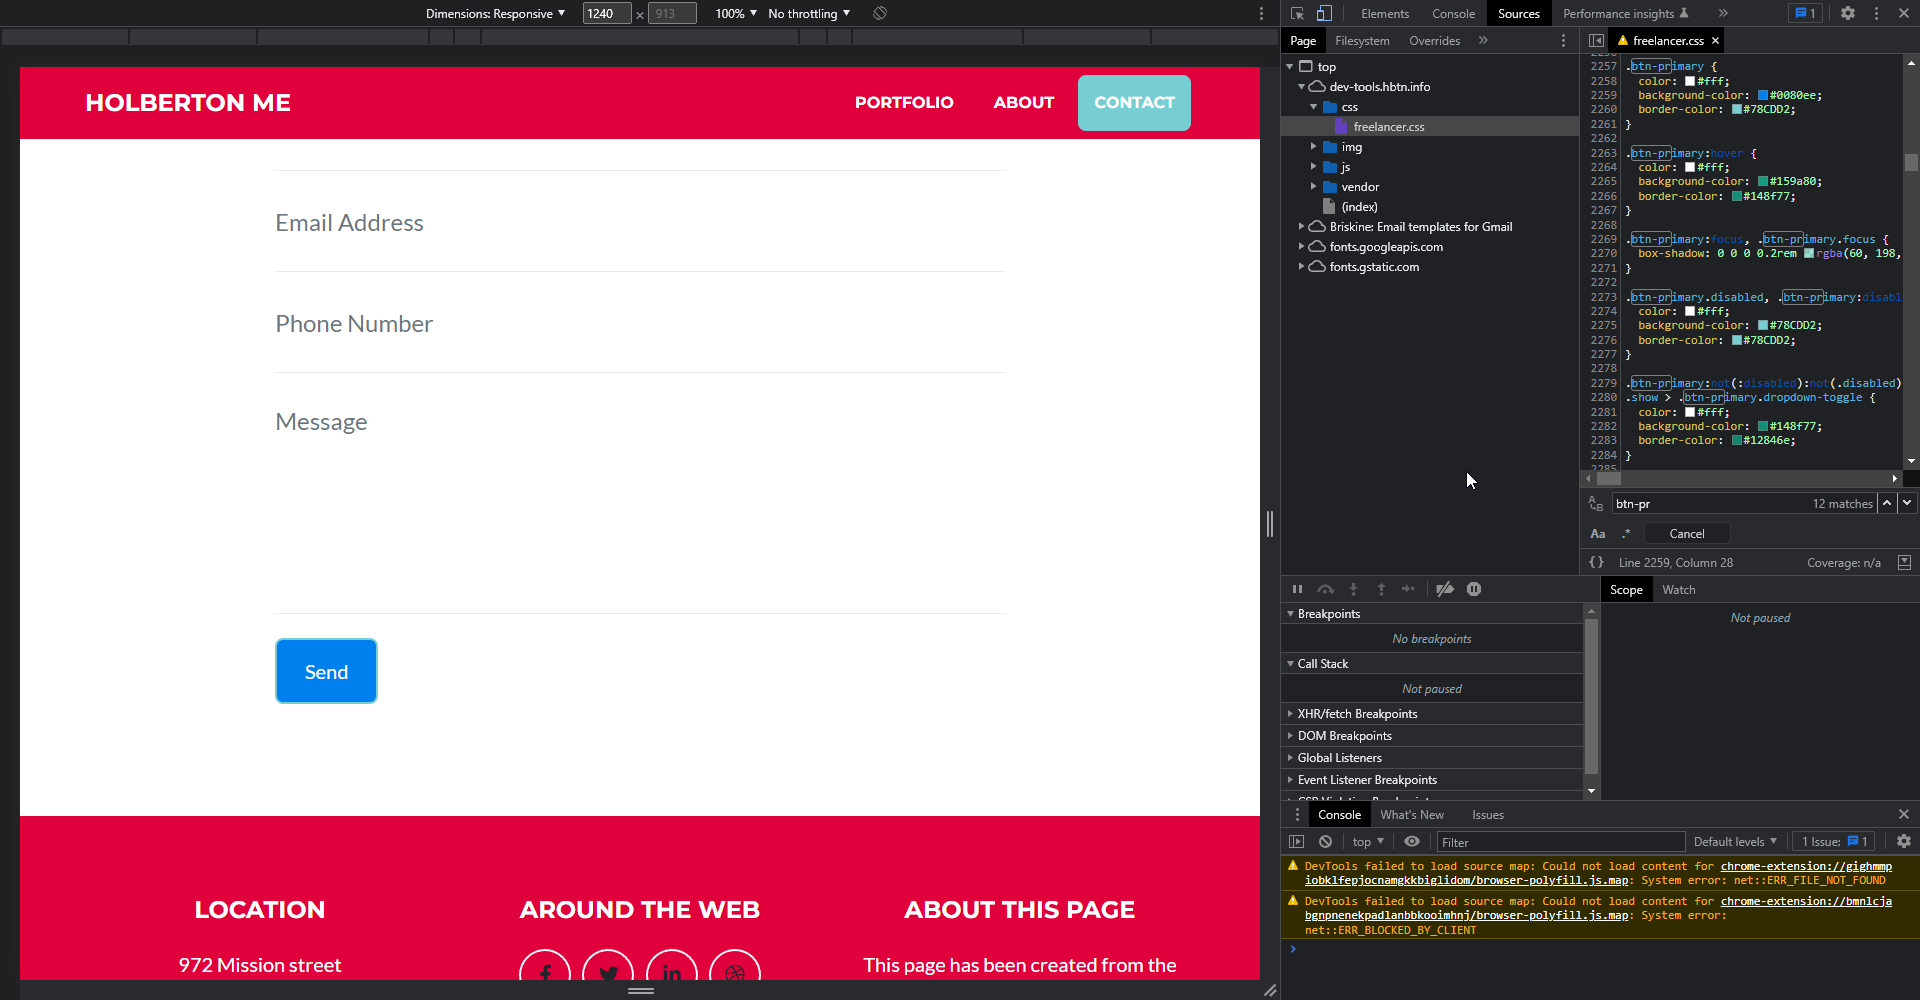 Dimensions: Responsive ▼ 1240 × 913 100% ▼ No throttling ▼
HOLBERTON ME
PORTFOLIO ABOUT CONTACT
Email Address
Phone Number
Message
Send
LOCATION
972 Mission street
AROUND THE WEB
ABOUT THIS PAGE
This page has been created from the
Elements Console Sources Performance insights » 1
Page Filesystem Overrides »
top
dev-tools.hbtn.info
css
freelancer.css
img
js
vendor
(index)
Briskine: Email templates for Gmail
fonts.googleapis.com
fonts.gstatic.com
freelancer.css ×
2257 .btn-primary {
2258 color: #fff;
2259 background-color: #0080ee;
2260 border-color: #78CDD2;
2261 }
2262
2263 .btn-primary:hover {
2264 color: #fff;
2265 background-color: #159a80;
2266 border-color: #148f77;
2267 }
2268
2269 .btn-primary:focus, .btn-primary.focus {
2270 box-shadow: 0 0 0 0.2rem rgba(60, 198,
2271 }
2272
2273 .btn-primary.disabled, .btn-primary:disabl
2274 color: #fff;
2275 background-color: #78CDD2;
2276 border-color: #78CDD2;
2277 }
2278
2279 .btn-primary:not(:disabled):not(.disabled)
2280 .show > .btn-primary.dropdown-toggle {
2281 color: #fff;
2282 background-color: #148f77;
2283 border-color: #12846e;
2284 }
2285
btn-pr 12 matches
Aa .* Cancel
{} Line 2259, Column 28 Coverage: n/a
Breakpoints
No breakpoints
Call Stack
Not paused
XHR/fetch Breakpoints
DOM Breakpoints
Global Listeners
Event Listener Breakpoints
Scope Watch
Not paused
Console What's New Issues
top ▼ Filter Default levels ▼ 1 Issue: 1
DevTools failed to load source map: Could not load content for chrome-extension://gighmmp
iobklfepjocnamgkkbiglidom/browser-polyfill.js.map: System error: net::ERR_FILE_NOT_FOUND
DevTools failed to load source map: Could not load content for chrome-extension://bmnlcja
bgnpnenekpadlanbbkooimhnj/browser-polyfill.js.map: System error:
net::ERR_BLOCKED_BY_CLIENT